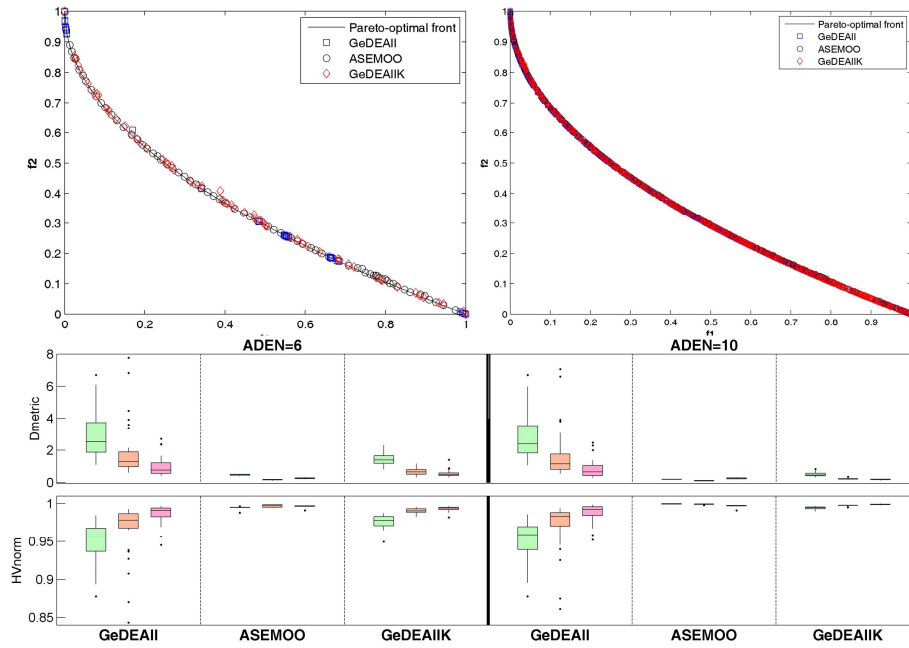 Pareto-optimal front
GeDEAII
ASEMOO
GeDEAIIK
f2
1
0.9
0.8
0.7
0.6
0.5
0.4
0.3
0.2
0.1
0
0 0.2 0.4 0.6 0.8 1
ADEN=6
Pareto-optimal front
GeDEAII
ASEMOO
GeDEAIIK
f2
1
0.9
0.8
0.7
0.6
0.5
0.4
0.3
0.2
0.1
0
0 0.1 0.2 0.3 0.4 0.5 0.6 0.7 0.8 0.9
f1
ADEN=10
Dmetric
8
6
4
2
0
HVnorm
1
0.95
0.9
0.85
GeDEAII ASEMOO GeDEAIIK GeDEAII ASEMOO GeDEAIIK